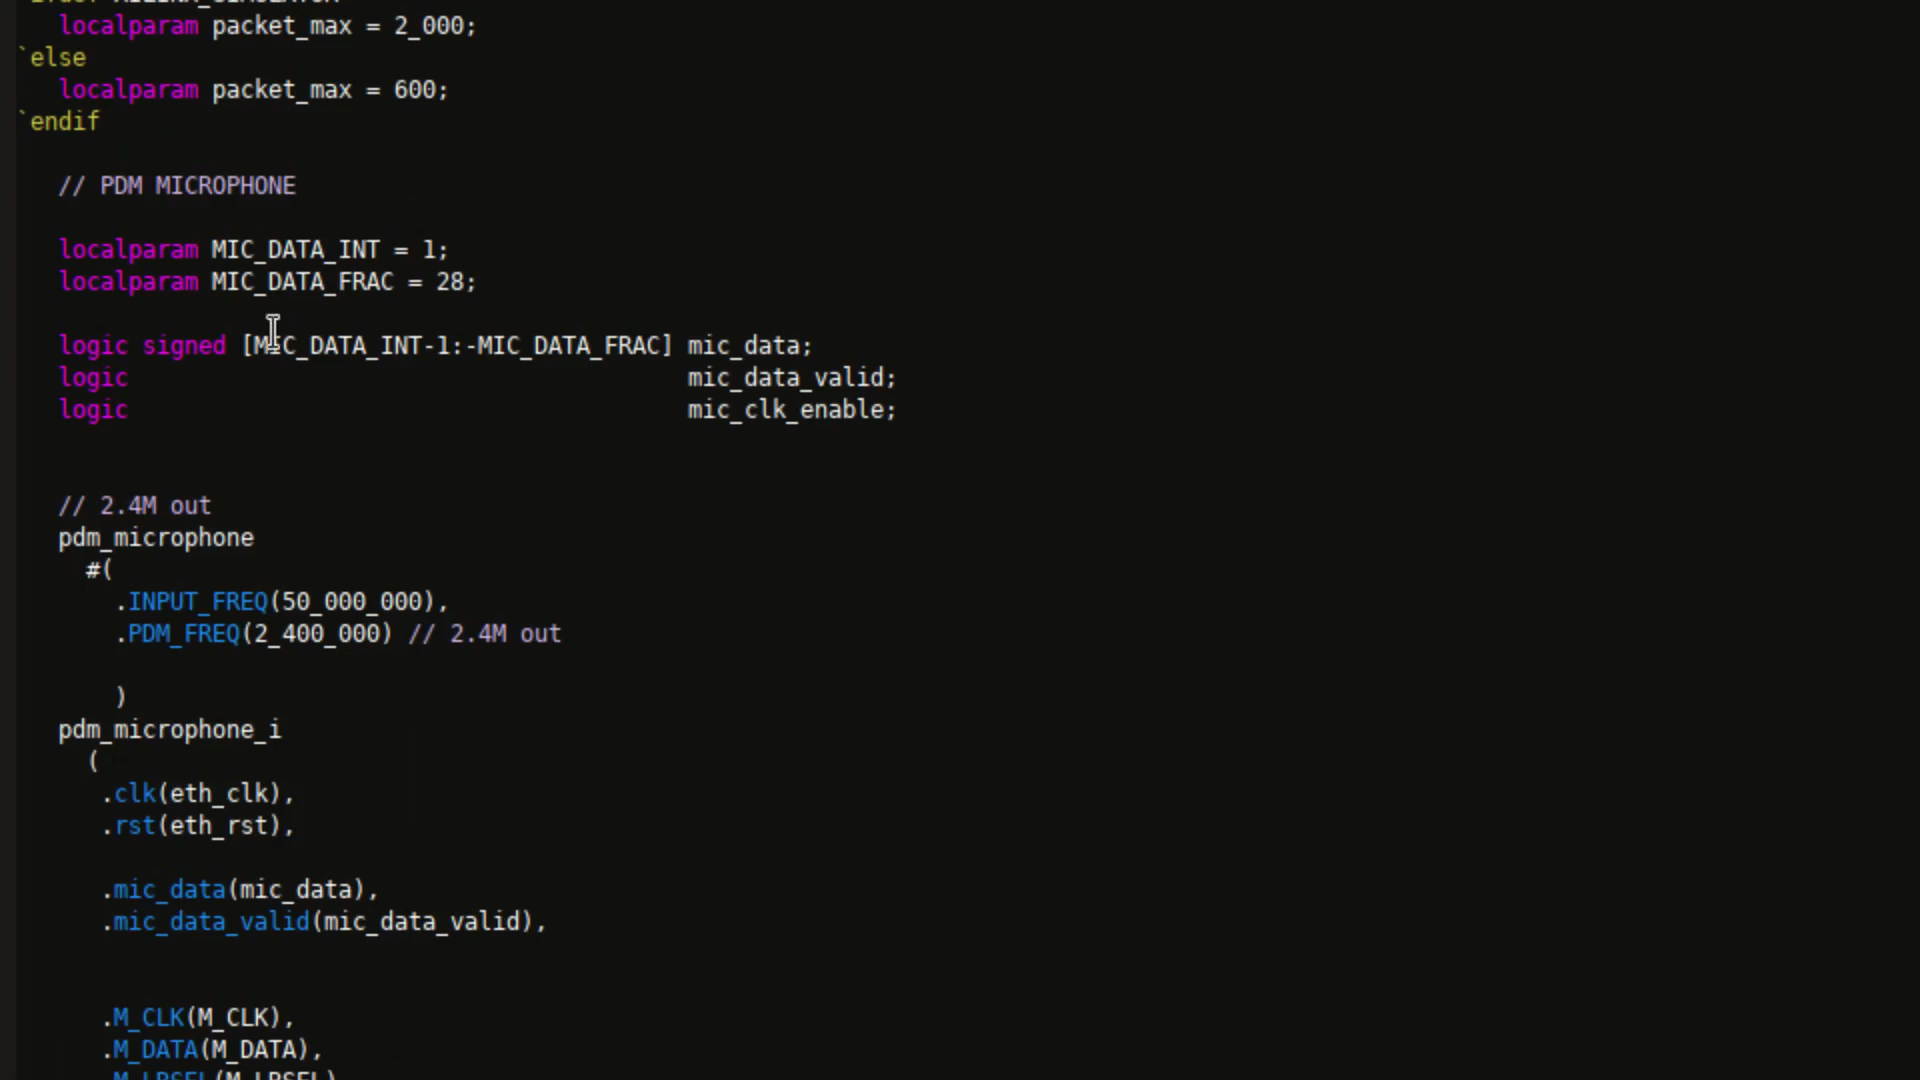 localparam packet_max = 2_000;
`else
localparam packet_max = 600;
`endif
// PDM MICROPHONE
localparam MIC_DATA_INT = 1;
localparam MIC_DATA_FRAC = 28;
logic signed [MIC_DATA_INT-1:-MIC_DATA_FRAC] mic_data;
logic mic_data_valid;
logic mic_clk_enable;
// 2.4M out
pdm_microphone
#(
.INPUT_FREQ(50_000_000),
.PDM_FREQ(2_400_000) // 2.4M out
)
pdm_microphone_i
(
.clk(eth_clk),
.rst(eth_rst),
.mic_data(mic_data),
.mic_data_valid(mic_data_valid),
.M_CLK(M_CLK),
.M_DATA(M_DATA),